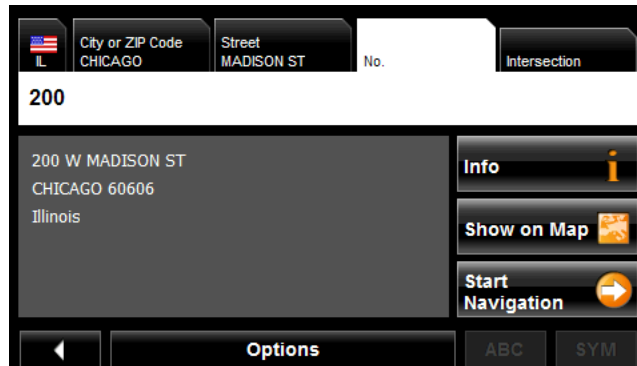 IL
City or ZIP Code
CHICAGO
Street
MADISON ST
No.
Intersection
200
200 W MADISON ST
CHICAGO 60606
Illinois
Info
i
Show on Map
Start
Navigation
Options
ABC
SYM